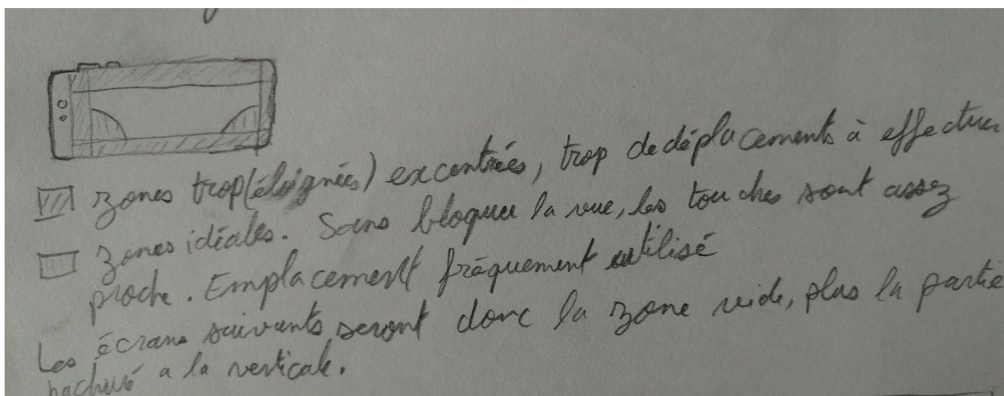 zones trop (éloignées) excentrées, trop de déplacements à effectuer
zones idéales. Sans bloquer la vue, les touches sont assez
proche. Emplacement fréquement utilisé
Les écrans suivants seront donc la zone vide, plus la partie
hachuré a la verticale.